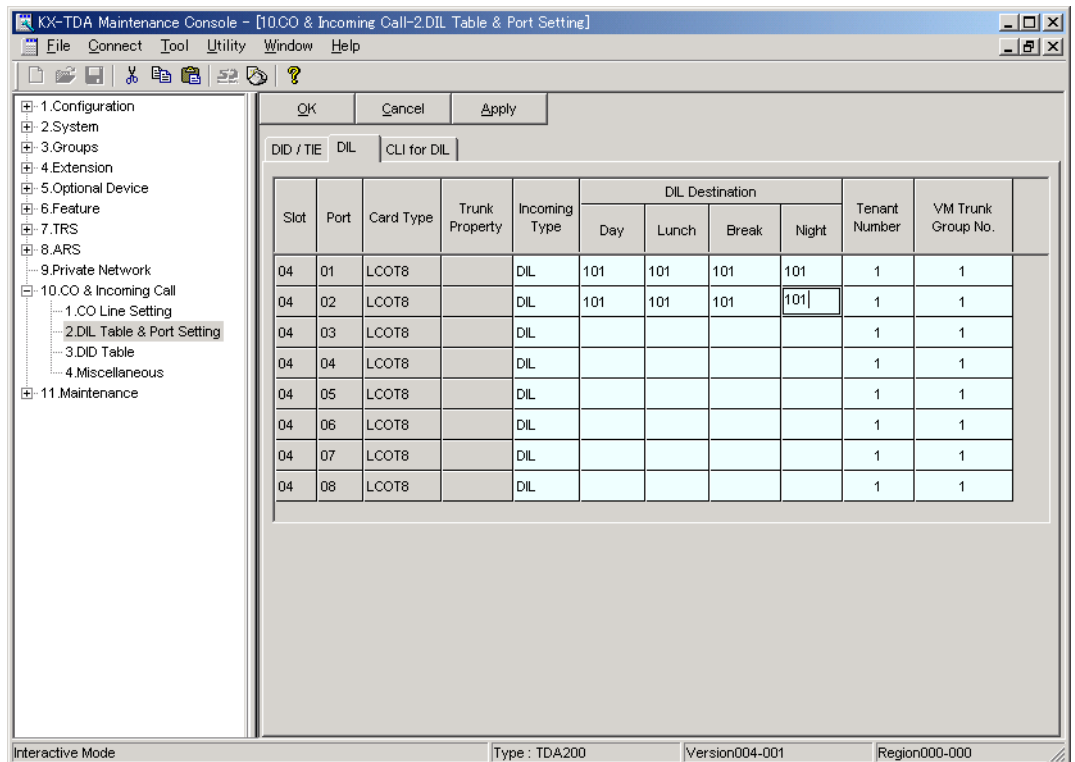 KX-TDA Maintenance Console - [10.CO & Incoming Call-2.DIL Table & Port Setting]
File Connect Tool Utility Window Help
1.Configuration
2.System
3.Groups
4.Extension
5.Optional Device
6.Feature
7.TRS
8.ARS
9.Private Network
10.CO & Incoming Call
1.CO Line Setting
2.DIL Table & Port Setting
3.DID Table
4.Miscellaneous
11.Maintenance
OK Cancel Apply
DID / TIE DIL CLI for DIL
Slot Port Card Type Trunk Property Incoming Type DIL Destination Tenant Number VM Trunk Group No.
Day Lunch Break Night
04 01 LCOT8 DIL 101 101 101 101 1 1
04 02 LCOT8 DIL 101 101 101 101 1 1
04 03 LCOT8 DIL 1 1
04 04 LCOT8 DIL 1 1
04 05 LCOT8 DIL 1 1
04 06 LCOT8 DIL 1 1
04 07 LCOT8 DIL 1 1
04 08 LCOT8 DIL 1 1
Interactive Mode Type : TDA200 Version004-001 Region000-000